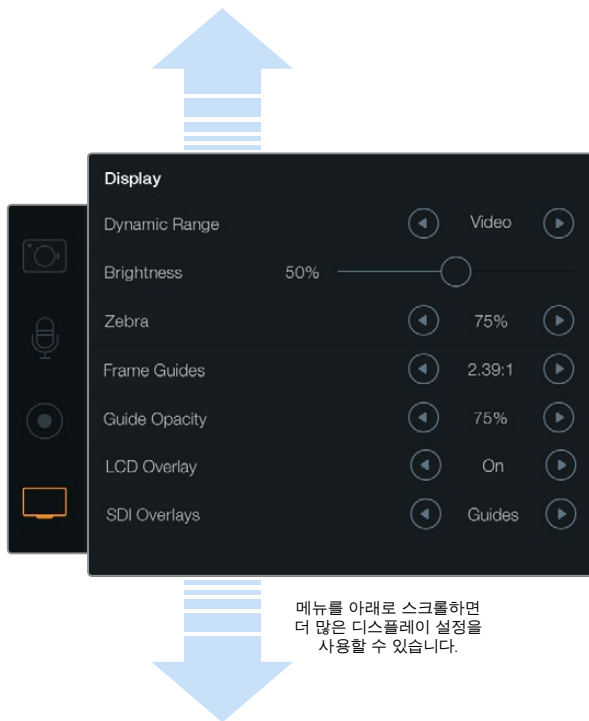 Display
Dynamic Range Video
Brightness 50%
Zebra 75%
Frame Guides 2.39:1
Guide Opacity 75%
LCD Overlay On
SDI Overlays Guides
메뉴를 아래로 스크롤하면
더 많은 디스플레이 설정을
사용할 수 있습니다.